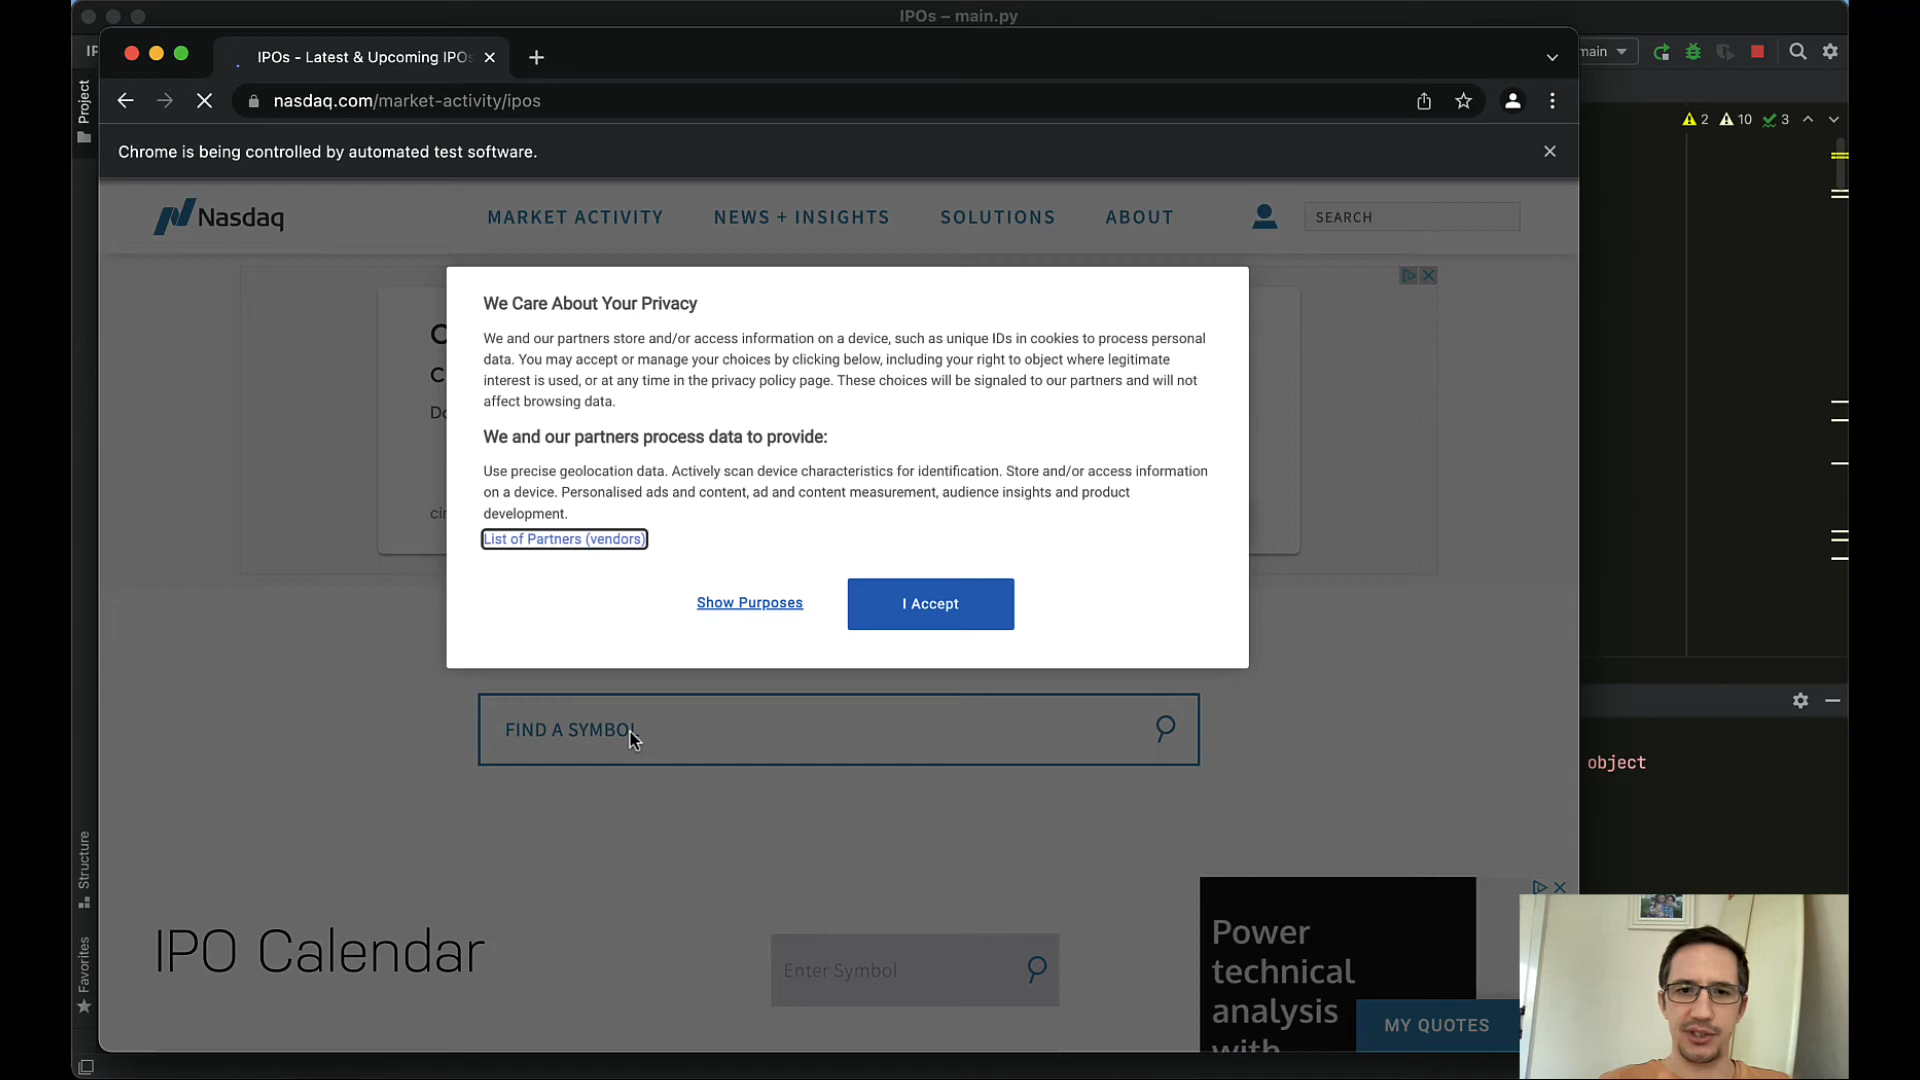 IPOs – main.py
IPOs - Latest & Upcoming IPOs
main
Project
nasdaq.com/market-activity/ipos
2 10 3
Chrome is being controlled by automated test software.
Nasdaq
MARKET ACTIVITY NEWS + INSIGHTS SOLUTIONS ABOUT
SEARCH
We Care About Your Privacy
We and our partners store and/or access information on a device, such as unique IDs in cookies to process personal
data. You may accept or manage your choices by clicking below, including your right to object where legitimate
interest is used, or at any time in the privacy policy page. These choices will be signaled to our partners and will not
affect browsing data.
We and our partners process data to provide:
Use precise geolocation data. Actively scan device characteristics for identification. Store and/or access information
on a device. Personalised ads and content, ad and content measurement, audience insights and product
development.
List of Partners (vendors)
Show Purposes
I Accept
FIND A SYMBOL
object
Structure
Favorites
IPO Calendar
Enter Symbol
Power
technical
analysis
with
MY QUOTES